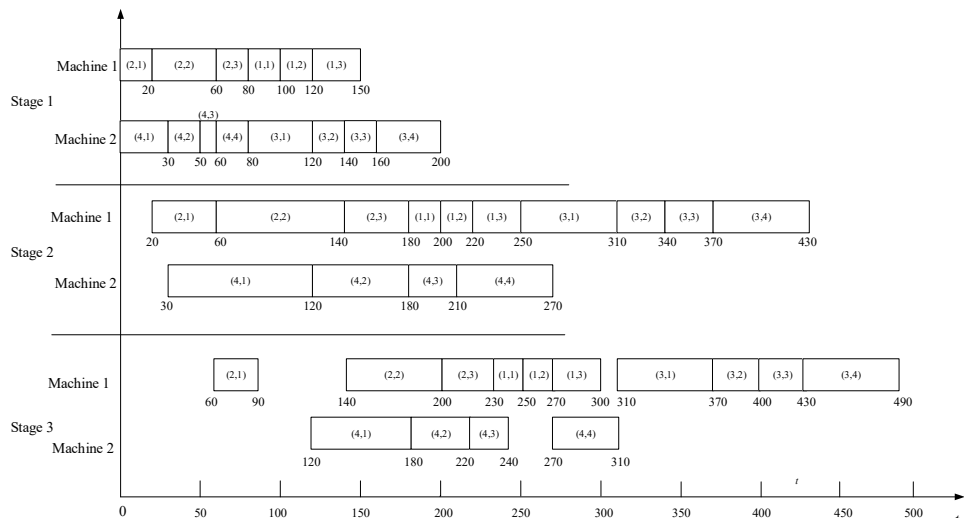 (2,1) (2,2) (2,3) (1,1) (1,2) (1,3)
Machine 1
20 60 80 100 120 150
Stage 1
(4,3)
Machine 2
(4,1) (4,2) (4,4) (3,1) (3,2) (3,3) (3,4)
30 50 60 80 120 140 160 200
Machine 1
(2,1) (2,2) (2,3) (1,1) (1,2) (1,3) (3,1) (3,2) (3,3) (3,4)
20 60 140 180 200 220 250 310 340 370 430
Stage 2
Machine 2
(4,1) (4,2) (4,3) (4,4)
30 120 180 210 270
Machine 1
(2,1) (2,2) (2,3) (1,1) (1,2) (1,3) (3,1) (3,2) (3,3) (3,4)
60 90 140 200 230 250 270 300 310 370 400 430 490
Stage 3
Machine 2
(4,1) (4,2) (4,3) (4,4)
120 180 220 240 270 310
t
0 50 100 150 200 250 300 350 400 450 500